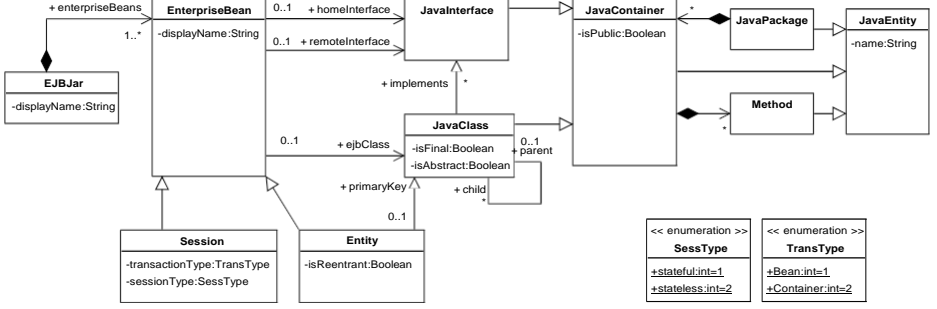 + enterpriseBeans
1..*
EJBJar
-displayName:String
EnterpriseBean
-displayName:String
0..1
+ homeInterface
0..1
+ remoteInterface
0..1
+ ejbClass
JavaInterface
+ implements
*
JavaClass
-isFinal:Boolean
-isAbstract:Boolean
0..1
+ parent
+ child
*
+ primaryKey
0..1
JavaContainer
-isPublic:Boolean
*
JavaPackage
*
Method
JavaEntity
-name:String
Session
-transactionType:TransType
-sessionType:SessType
Entity
-isReentrant:Boolean
<< enumeration >>
SessType
+stateful:int=1
+stateless:int=2
<< enumeration >>
TransType
+Bean:int=1
+Container:int=2